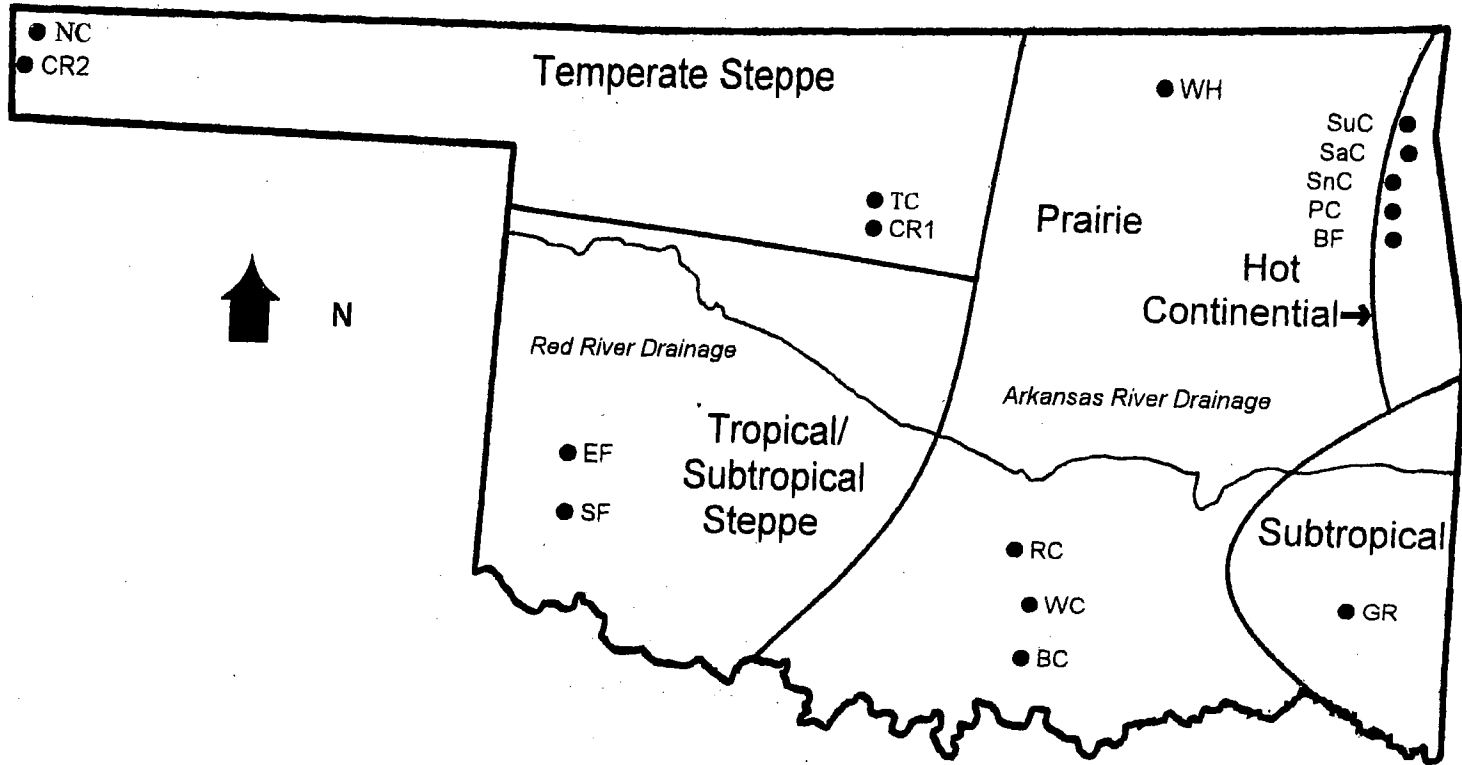 NC
CR2
Temperate Steppe
WH
SuC
SaC
SnC
PC
BF
TC
CR1
Prairie
Hot
Continential
N
Red River Drainage
Arkansas River Drainage
EF
SF
Tropical/
Subtropical
Steppe
RC
WC
BC
Subtropical
GR